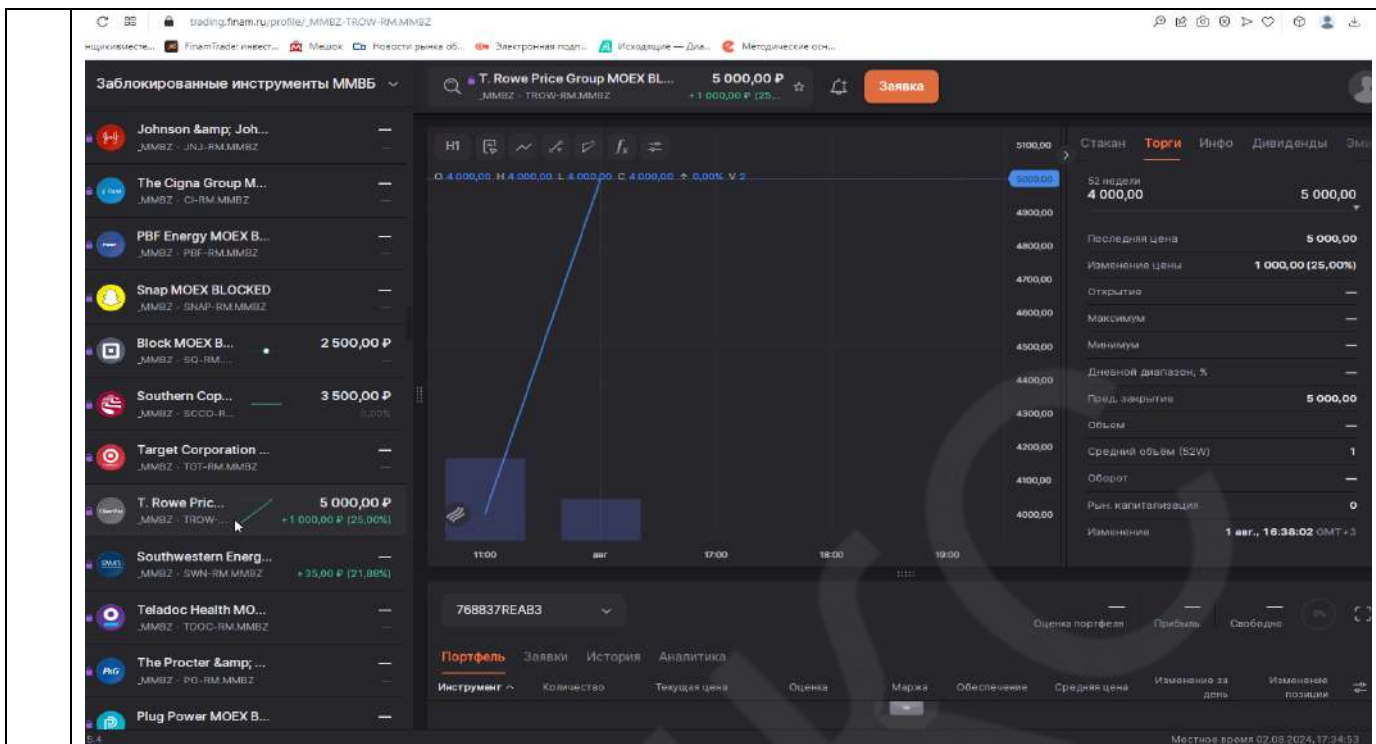 trading.finam.ru/profile/_MMBZ-TROW-RM.MMBZ
нщикивместе... FinamTrade: инвест... Мешок Новости рынка об... Электронная подп... Исходящие — Диа... Методические осн...
Заблокированные инструменты ММВБ
T. Rowe Price Group MOEX BL... 5 000,00 ₽
_MMBZ · TROW-RM.MMBZ +1 000,00 ₽ (25,...
Заявка
Johnson &amp; Joh... —
_MMBZ · JNJ-RM.MMBZ —
The Cigna Group M... —
_MMBZ · CI-RM.MMBZ —
PBF Energy MOEX B... —
_MMBZ · PBF-RM.MMBZ —
Snap MOEX BLOCKED —
_MMBZ · SNAP-RM.MMBZ —
Block MOEX B... 2 500,00 ₽
_MMBZ · SQ-RM....
Southern Cop... 3 500,00 ₽
_MMBZ · SCCO-R... 0,00%
Target Corporation ... —
_MMBZ · TGT-RM.MMBZ —
T. Rowe Pric... 5 000,00 ₽
_MMBZ · TROW-... +1 000,00 ₽ (25,00%)
Southwestern Energ... —
_MMBZ · SWN-RM.MMBZ +35,00 ₽ (21,88%)
Teladoc Health MO... —
_MMBZ · TDOC-RM.MMBZ —
The Procter &amp; ... —
_MMBZ · PG-RM.MMBZ —
Plug Power MOEX B... —
H1 fx
O 4 000,00 H 4 000,00 L 4 000,00 C 4 000,00 0,00% V 2
5100,00
5000,00
4900,00
4800,00
4700,00
4600,00
4500,00
4400,00
4300,00
4200,00
4100,00
4000,00
11:00 авг 17:00 18:00 19:00
Стакан Торги Инфо Дивиденды Эми
52 недели
4 000,00 5 000,00
Последняя цена 5 000,00
Изменение цены 1 000,00 (25,00%)
Открытие —
Максимум —
Минимум —
Дневной диапазон, % —
Пред. закрытие 5 000,00
Объем —
Средний объём (52W) 1
Оборот —
Рын. капитализация 0
Изменение 1 авг., 16:38:02 GMT+3
768837REAB3
— — —
Оценка портфеля Прибыль Свободно
Портфель Заявки История Аналитика
Инструмент Количество Текущая цена Оценка Маржа Обеспечение Средняя цена Изменение за день Изменение позиции
5.4 Местное время 02.08.2024, 17:34:53